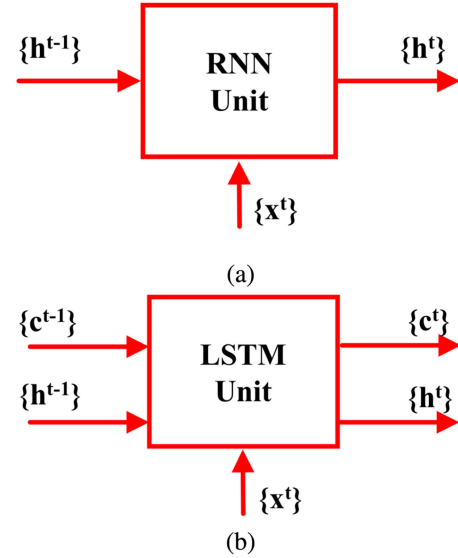 {h^t-1}
{h^t}
RNN
Unit
{x^t}
(a)
{c^t-1}
{c^t}
LSTM
Unit
{h^t-1}
{h^t}
{x^t}
(b)